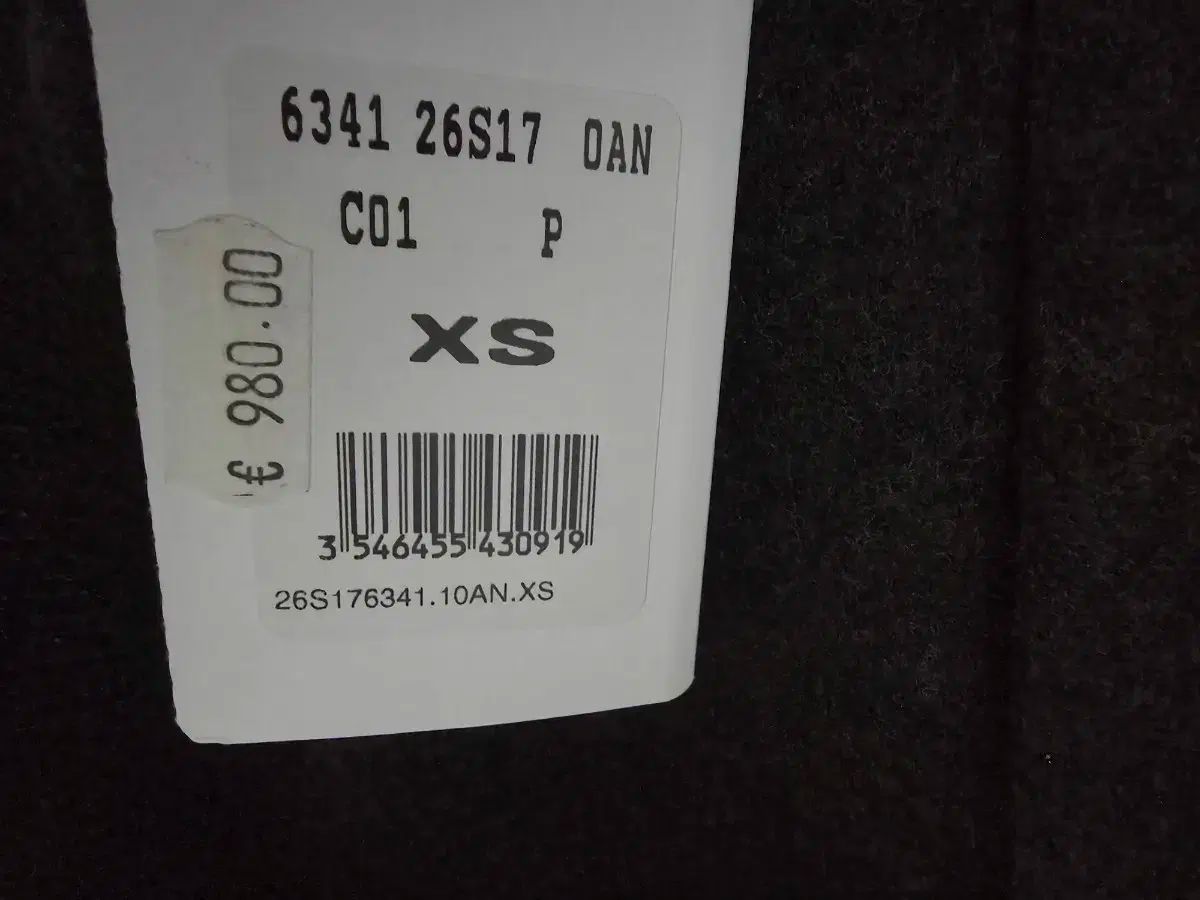 6341 26S17 0AN
C01 P
€ 980.00
XS
3 546455 430919
26S176341.10AN.XS